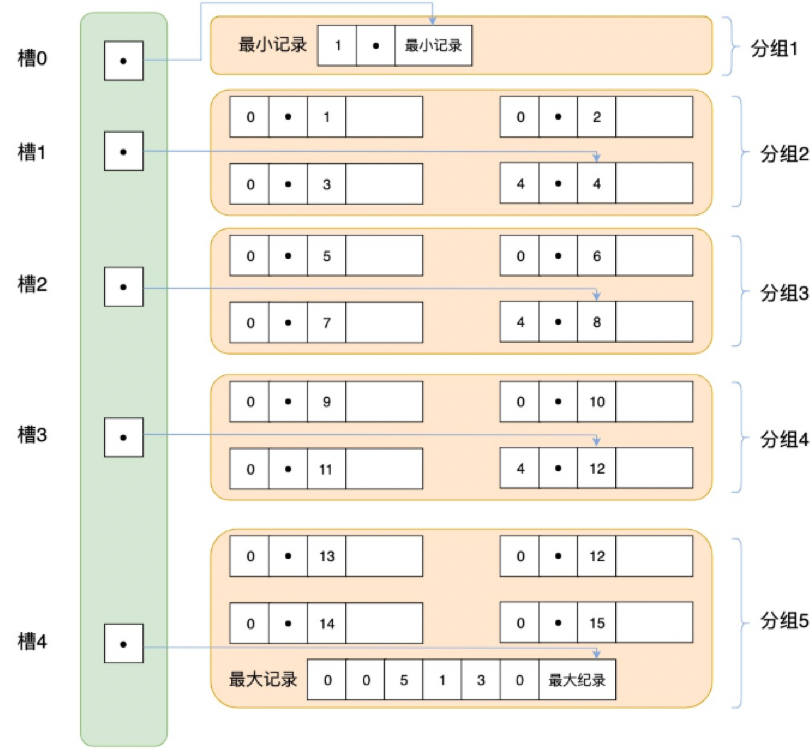 槽0
最小记录 1 • 最小记录
分组1
0 • 1
0 • 2
槽1
分组2
0 • 3
4 • 4
0 • 5
0 • 6
槽2
分组3
0 • 7
4 • 8
0 • 9
0 • 10
槽3
分组4
0 • 11
4 • 12
0 • 13
0 • 12
0 • 14
0 • 15
分组5
槽4
最大记录 0 0 5 1 3 0 最大纪录